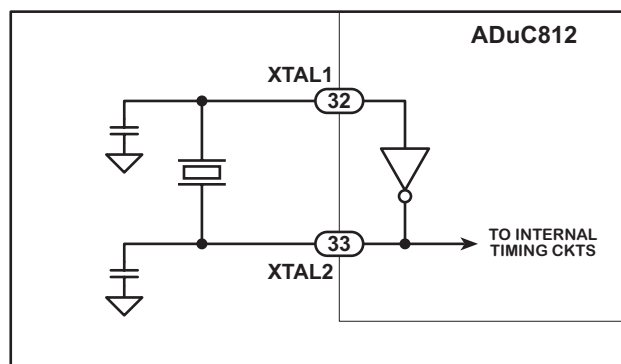 ADuC812
XTAL1
32
33
XTAL2
TO INTERNAL
TIMING CKTS